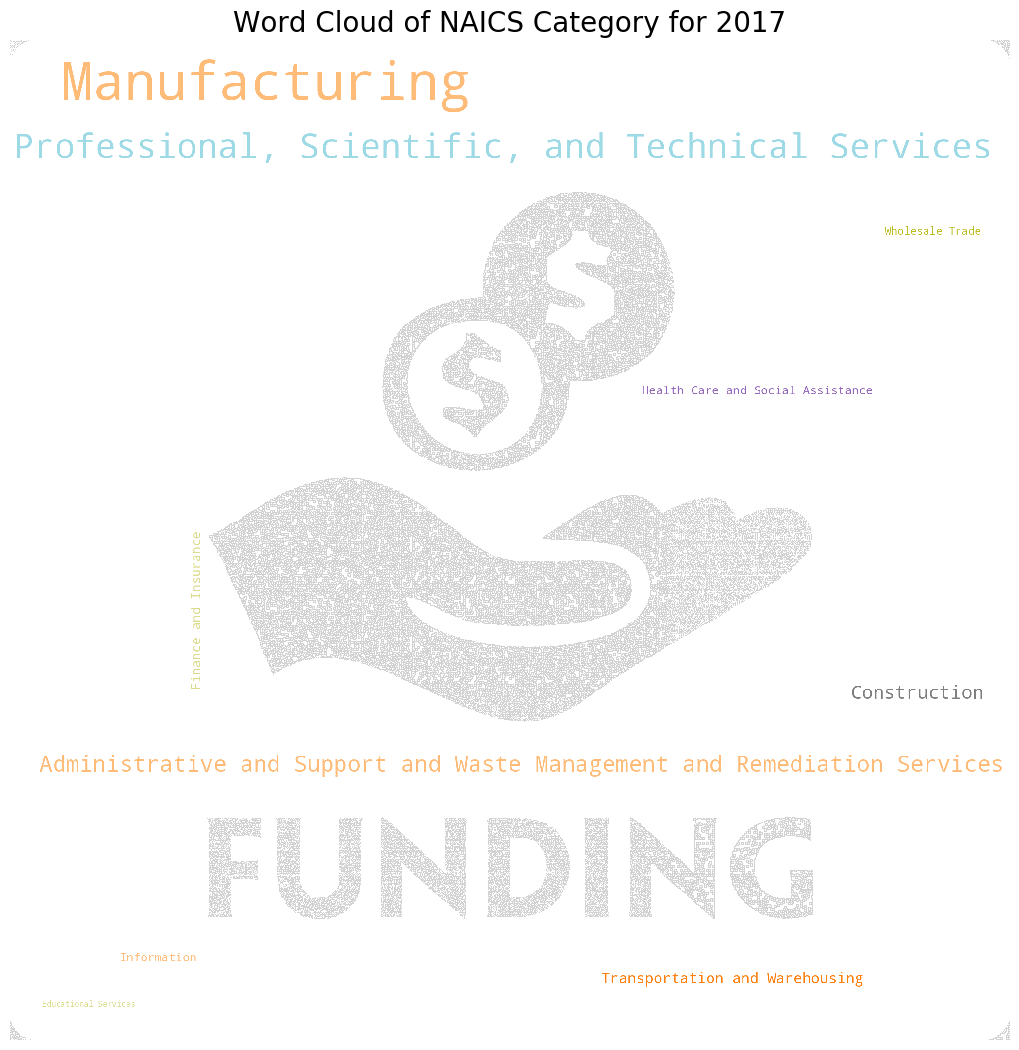 Word Cloud of NAICS Category for 2017
Manufacturing
Professional, Scientific, and Technical Services
Wholesale Trade
$
$
Health Care and Social Assistance
Finance and Insurance
Construction
Administrative and Support and Waste Management and Remediation Services
FUNDING
Information
Transportation and Warehousing
Educational Services